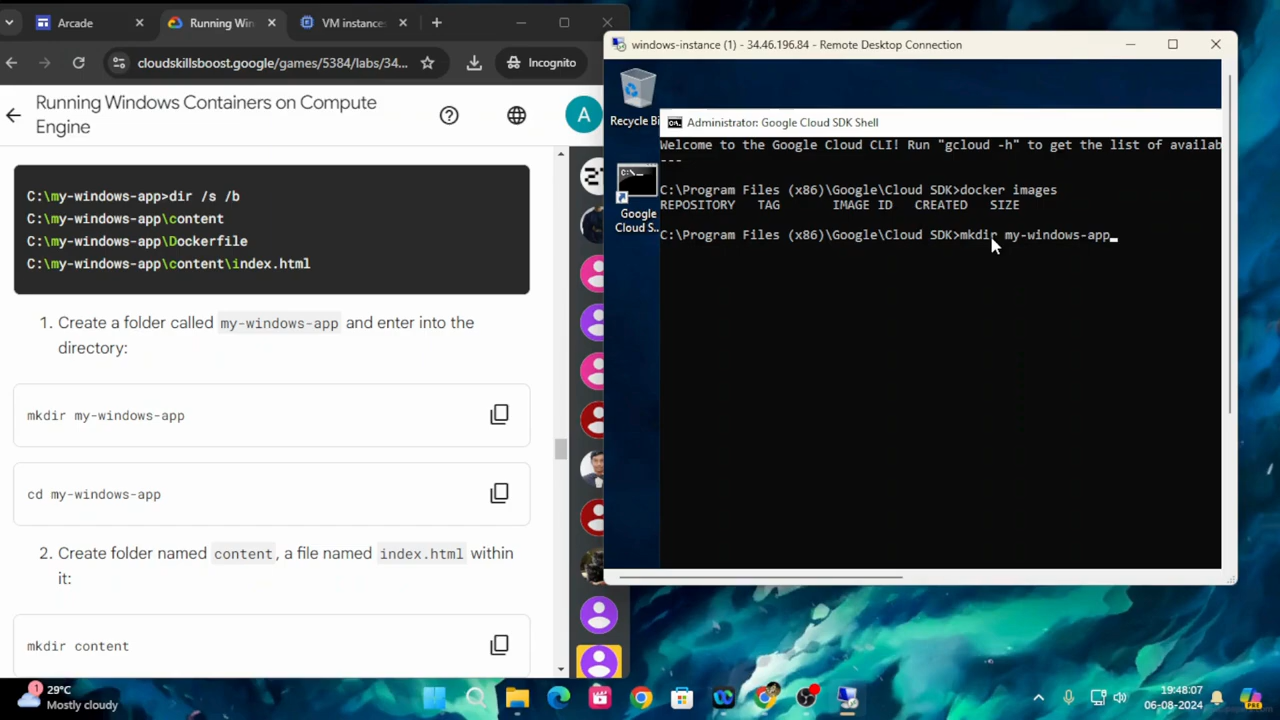 Arcade
Running Win
VM instance:
cloudskillsboost.google/games/5384/labs/34...
Incognito
Running Windows Containers on Compute
Engine
A
C:\my-windows-app>dir /s /b
C:\my-windows-app\content
C:\my-windows-app\Dockerfile
C:\my-windows-app\content\index.html
1. Create a folder called my-windows-app and enter into the
directory:
mkdir my-windows-app
cd my-windows-app
2. Create folder named content, a file named index.html within
it:
mkdir content
windows-instance (1) - 34.46.196.84 - Remote Desktop Connection
Recycle Bi
Google
Cloud S...
Administrator: Google Cloud SDK Shell
Welcome to the Google Cloud CLI! Run "gcloud -h" to get the list of availab
---
C:\Program Files (x86)\Google\Cloud SDK>docker images
REPOSITORY TAG IMAGE ID CREATED SIZE
C:\Program Files (x86)\Google\Cloud SDK>mkdir my-windows-app_
1
29°C
Mostly cloudy
19:48:07
06-08-2024
PRE